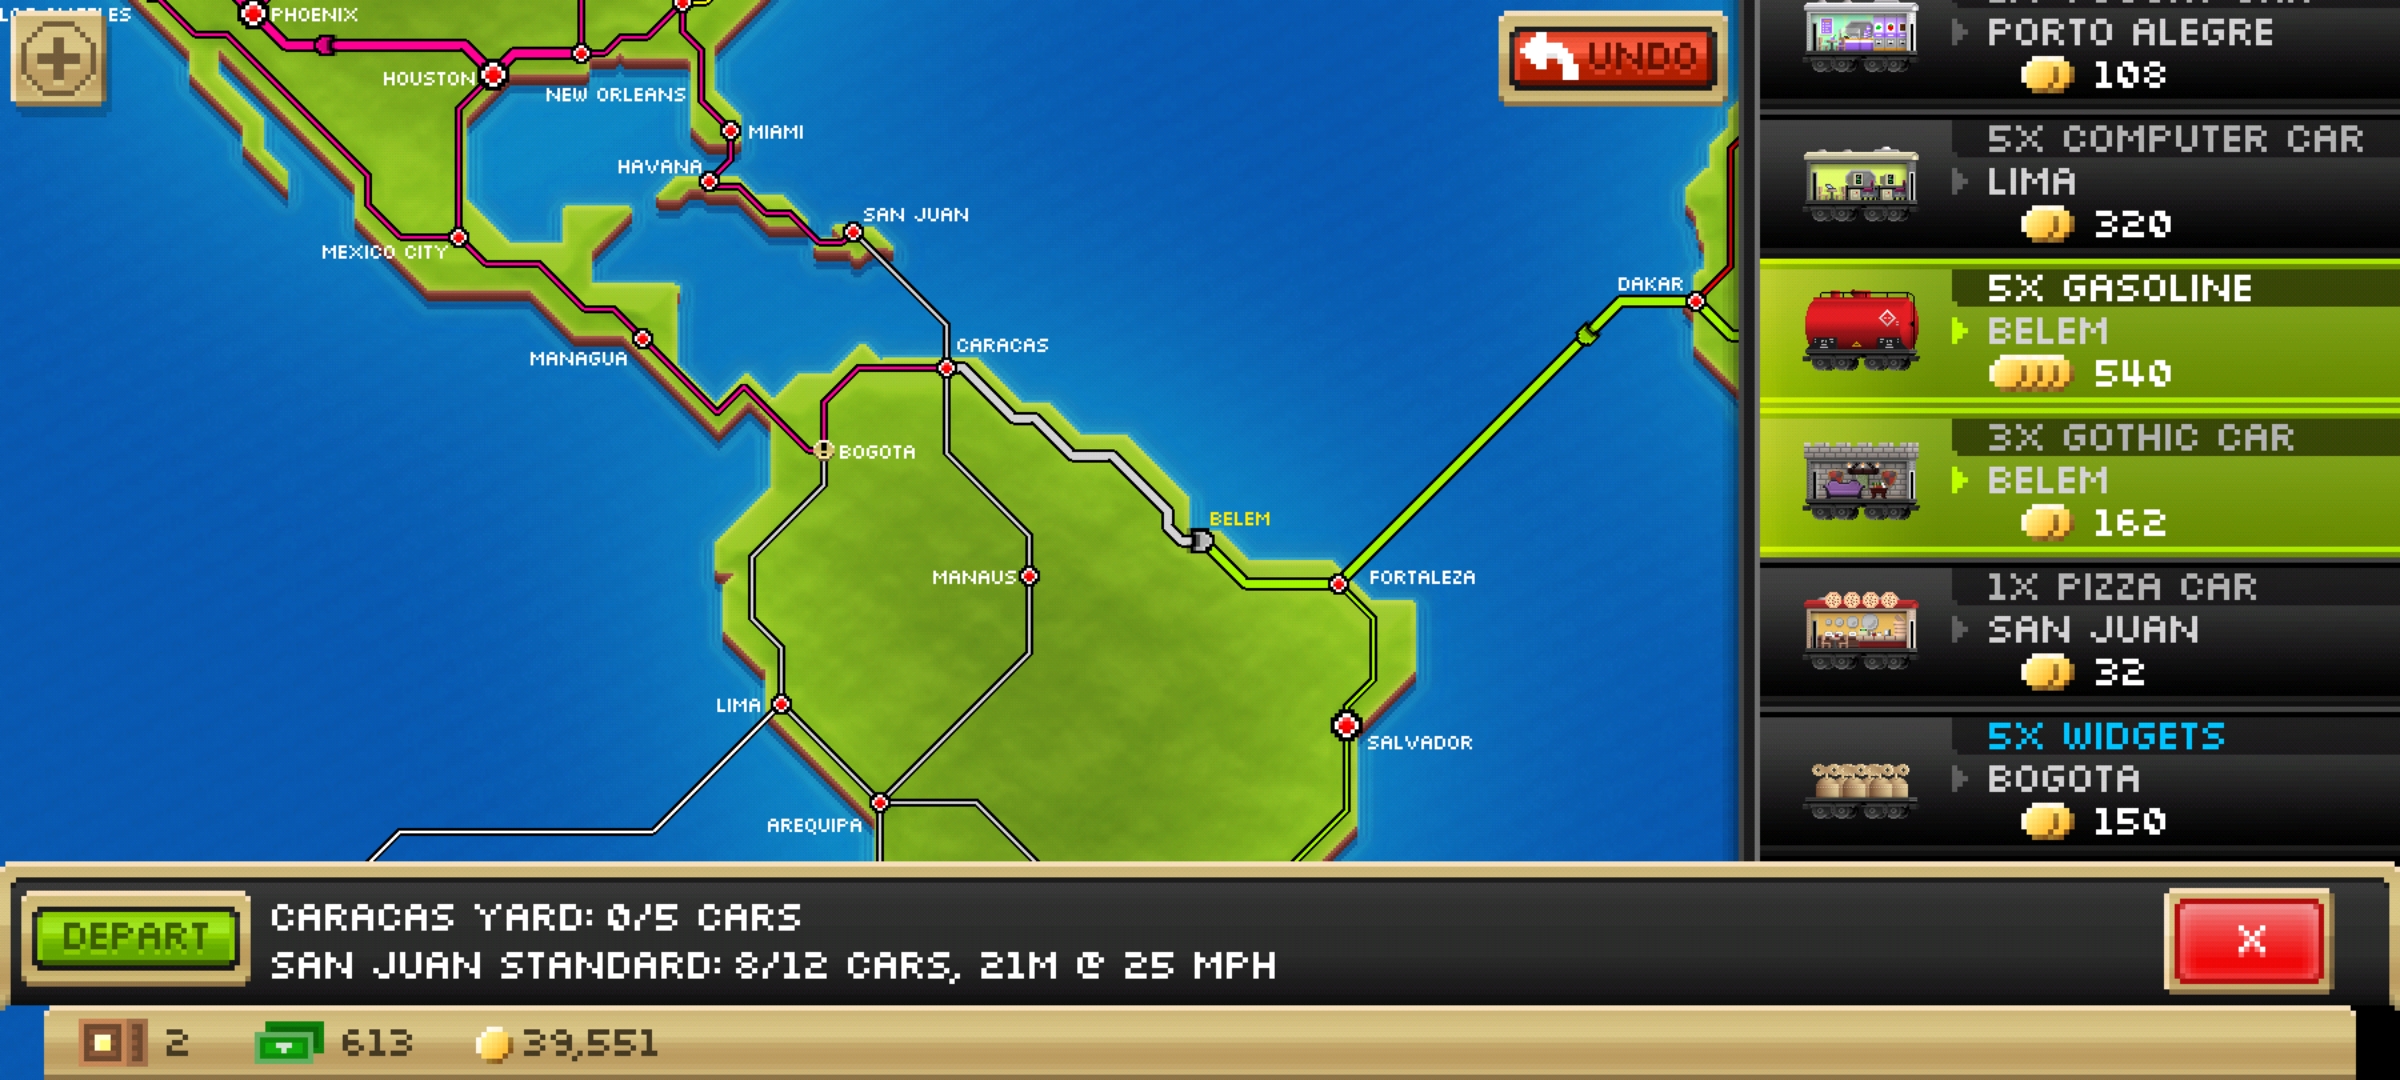 LOS ANGELES
PHOENIX
HOUSTON
NEW ORLEANS
MIAMI
HAVANA
SAN JUAN
MEXICO CITY
MANAGUA
CARACAS
BOGOTA
BELEM
MANAUS
FORTALEZA
LIMA
SALVADOR
AREQUIPA
DAKAR
UNDO
PORTO ALEGRE
108
5X COMPUTER CAR
LIMA
320
5X GASOLINE
BELEM
540
3X GOTHIC CAR
BELEM
162
1X PIZZA CAR
SAN JUAN
32
5X WIDGETS
BOGOTA
150
DEPART
CARACAS YARD: 0/5 CARS
SAN JUAN STANDARD: 8/12 CARS, 21M @ 25 MPH
X
2
613
39,551